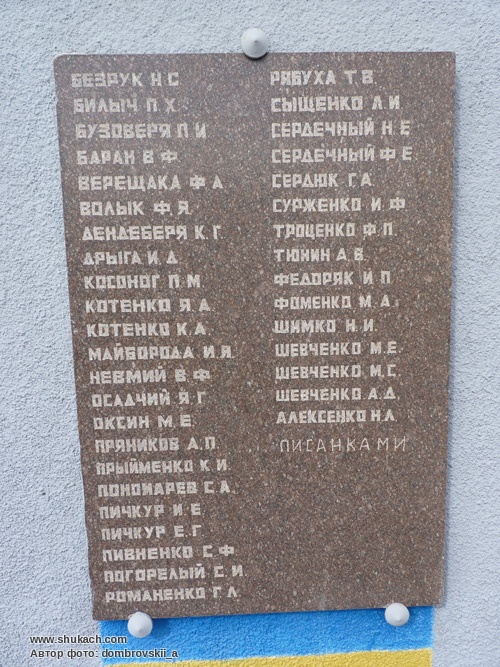 БЕЗРУК Н С
БИЛЫЧ П Х
БУЗОВЕРЯ П И
БАРАН В Ф
ВЕРЕЩАКА Ф А
ВОЛЫК Ф Я
ДЕНДЕБЕРЯ К Г
ДРЫГА И Д
КОСОНОГ П М
КОТЕНКО Я А
КОТЕНКО К А
МАЙБОРОДА И Я
НЕВМИЙ В Ф
ОСАДЧИЙ Я Г
ОКСИН М Е
ПРЯНИКОВ А П
ПРЫЙМЕНКО К И
ПОНОМАРЕВ С А
ПИЧКУР И Е
ПИЧКУР Е Г
ПИВНЕНКО С Ф
ПОГОРЕЛЫЙ С И
РОМАНЕНКО Г Л
РЯБУХА Т В
СЫЩЕНКО Л И
СЕРДЕЧНЫЙ Н Е
СЕРДЕЧНЫЙ Ф Е
СЕРДЮК Г А
СУРЖЕНКО И Ф
ТРОЦЕНКО Ф П
ТЮНИН Д В
ФЕДОРЯК И П
ФОМЕНКО М А
ШИМКО Н И
ШЕВЧЕНКО М Е
ШЕВЧЕНКО И С
ШЕВЧЕНКО А Д
АЛЕКСЕНКО Н Л
ПИСАНКА М И
www.shukach.com
Автор фото: dombrovskii_a